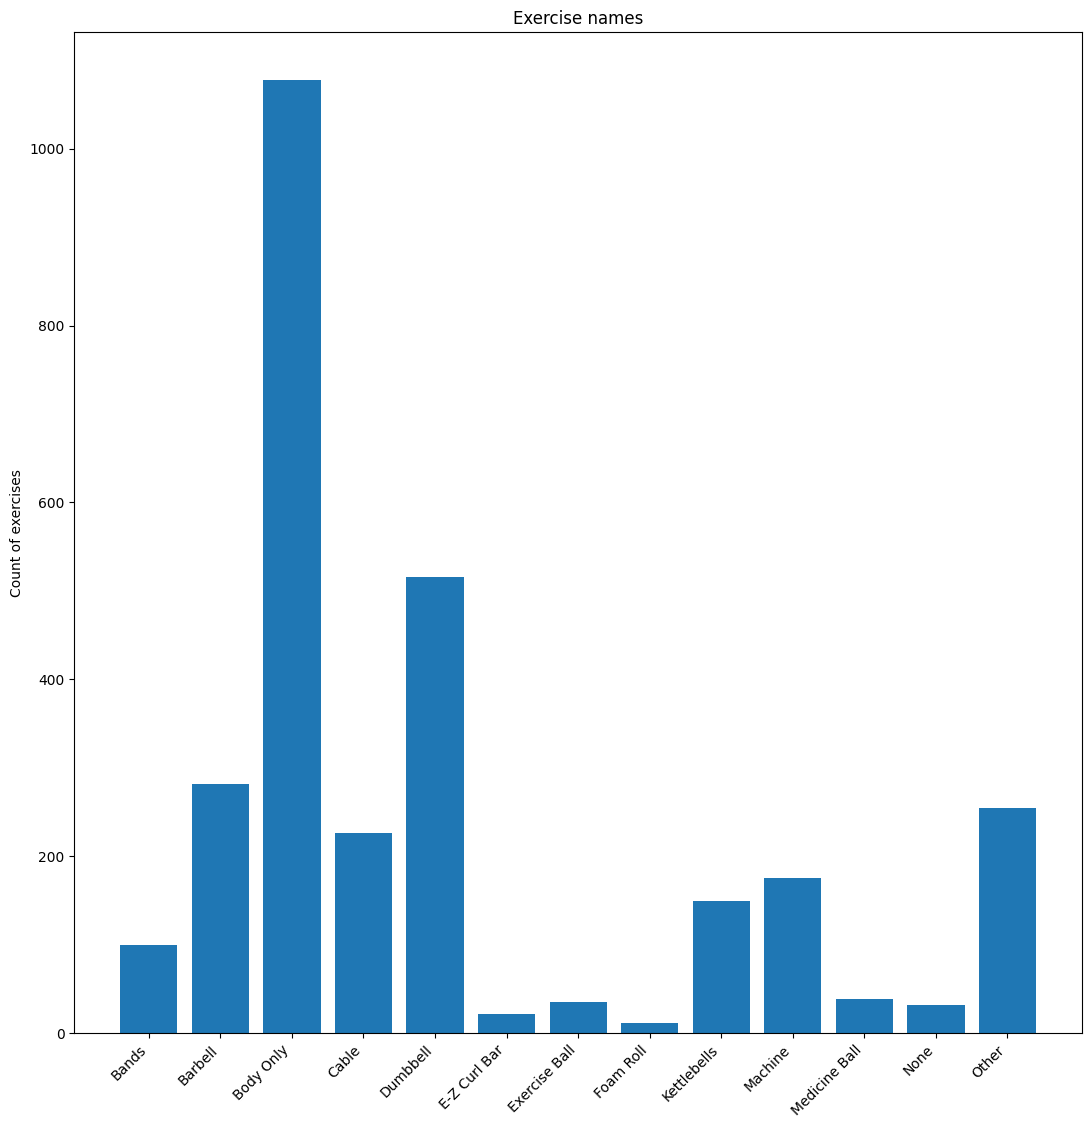 Exercise names
Count of exercises
1000
800
600
400
200
0
Bands
Barbell
Body Only
Cable
Dumbbell
E-Z Curl Bar
Exercise Ball
Foam Roll
Kettlebells
Machine
Medicine Ball
None
Other